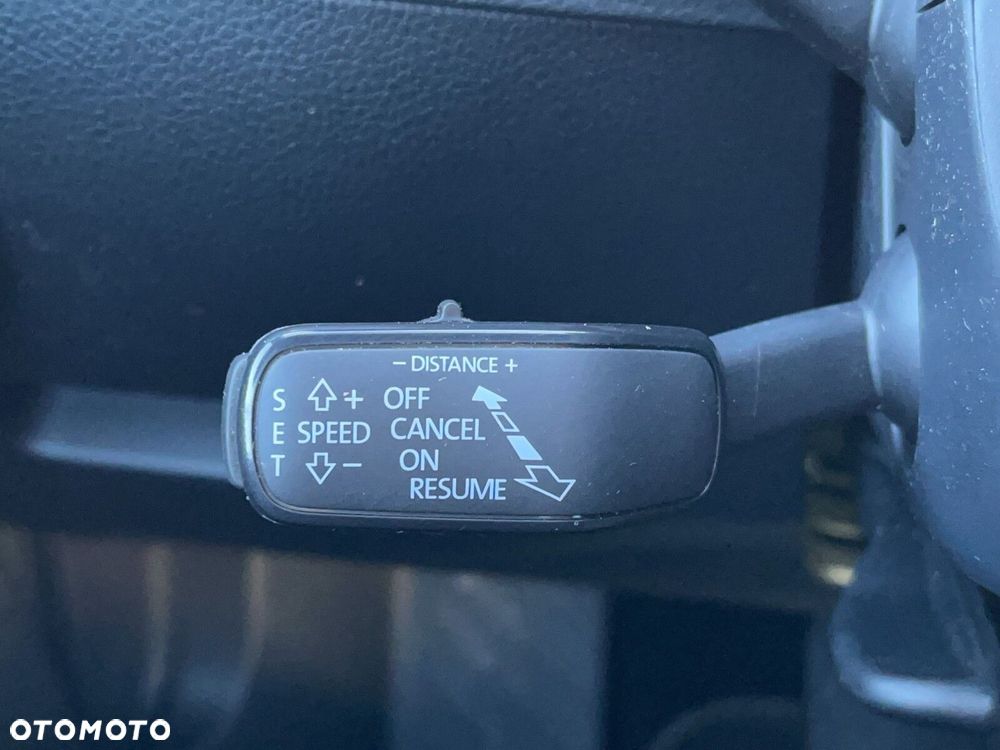 - DISTANCE +
S + OFF
E SPEED CANCEL
T - ON
RESUME
OTOMOTO